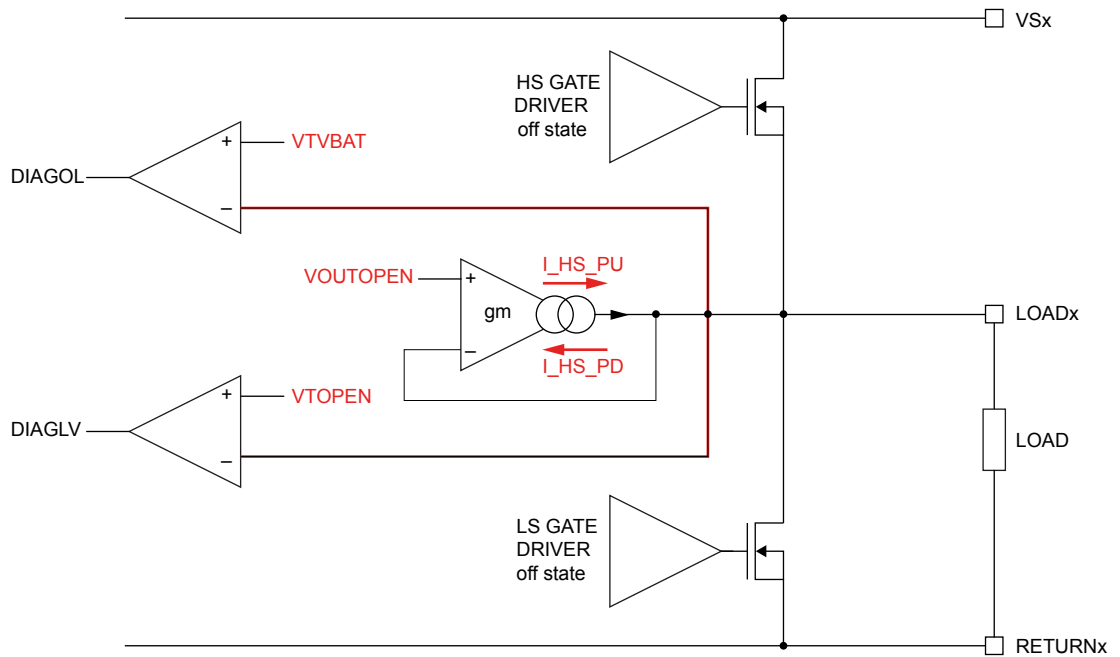 VSx
HS GATE
DRIVER
off state
+
VTVBAT
DIAGOL
−
I_HS_PU
VOUTOPEN
+
gm
LOADx
−
I_HS_PD
+
VTOPEN
DIAGLV
−
LOAD
LS GATE
DRIVER
off state
RETURNx